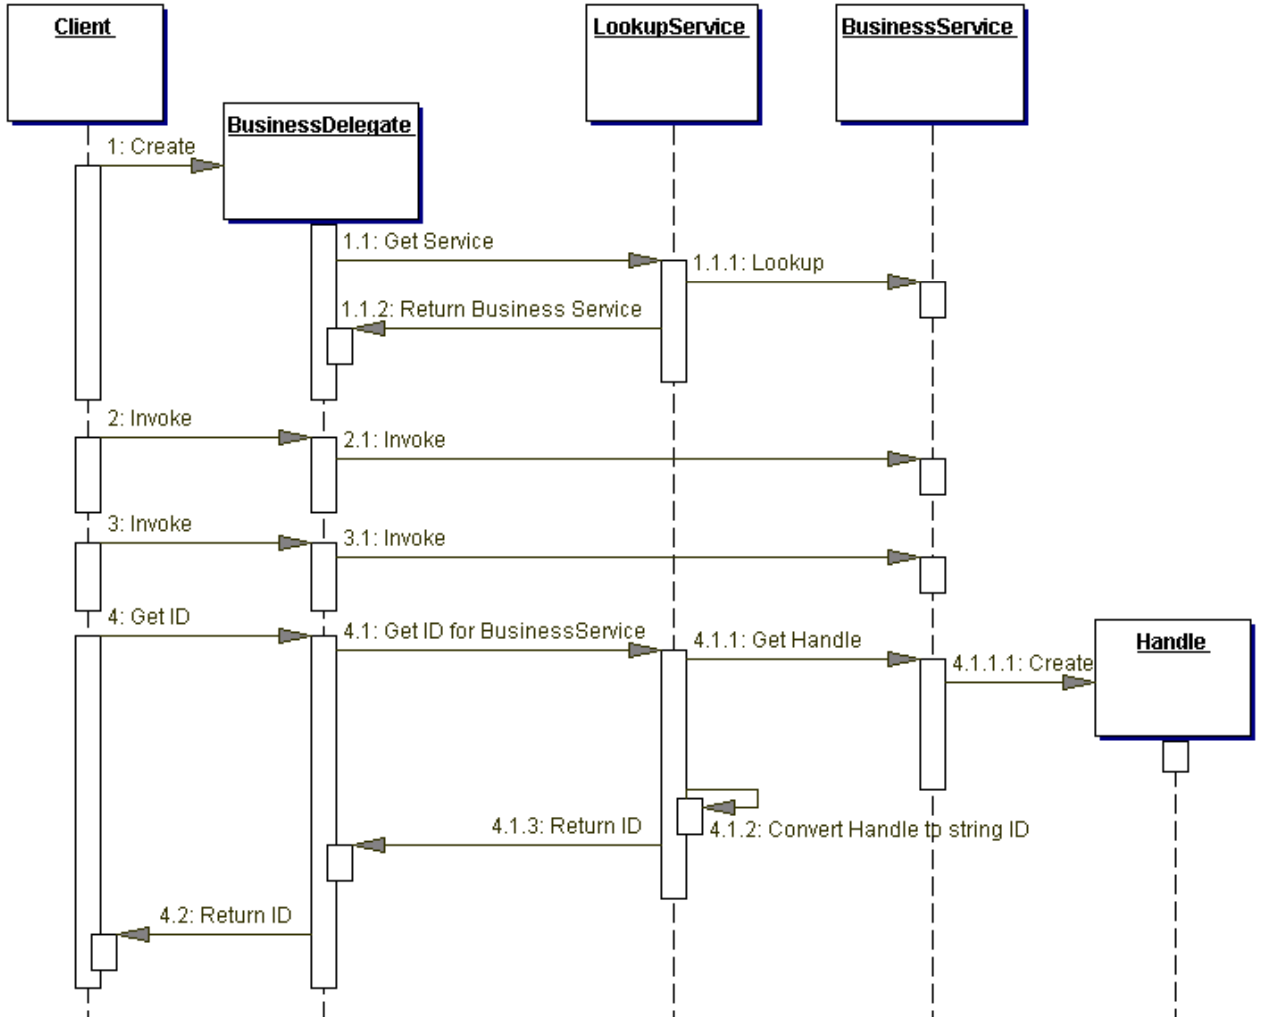 Client
LookupService
BusinessService
BusinessDelegate
1: Create
1.1: Get Service
1.1.1: Lookup
1.1.2: Return Business Service
2: Invoke
2.1: Invoke
3: Invoke
3.1: Invoke
4: Get ID
4.1: Get ID for BusinessService
4.1.1: Get Handle
Handle
4.1.1.1: Create
4.1.3: Return ID
4.1.2: Convert Handle to string ID
4.2: Return ID